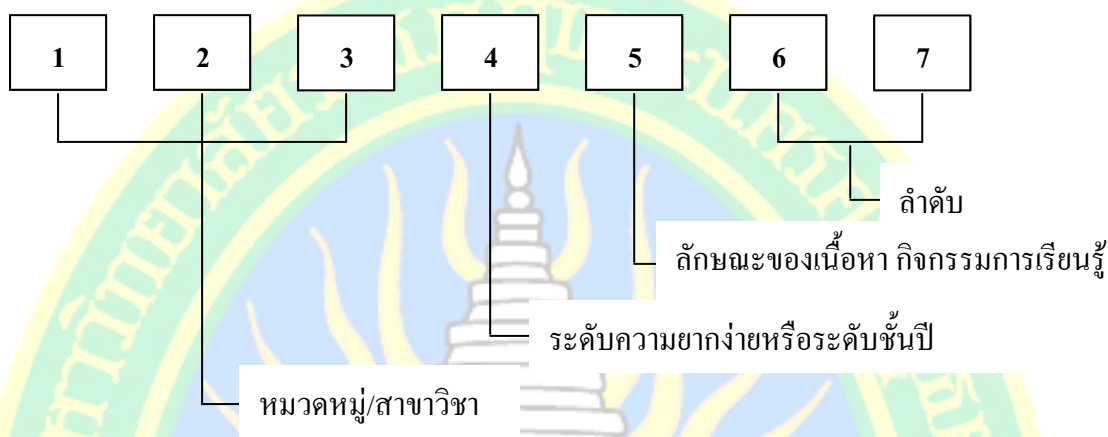 1 2 3 4 5 6 7
ลำดับ
ลักษณะของเนื้อหา กิจกรรมการเรียนรู้
ระดับความยากง่ายหรือระดับชั้นปี
หมวดหมู่/สาขาวิชา